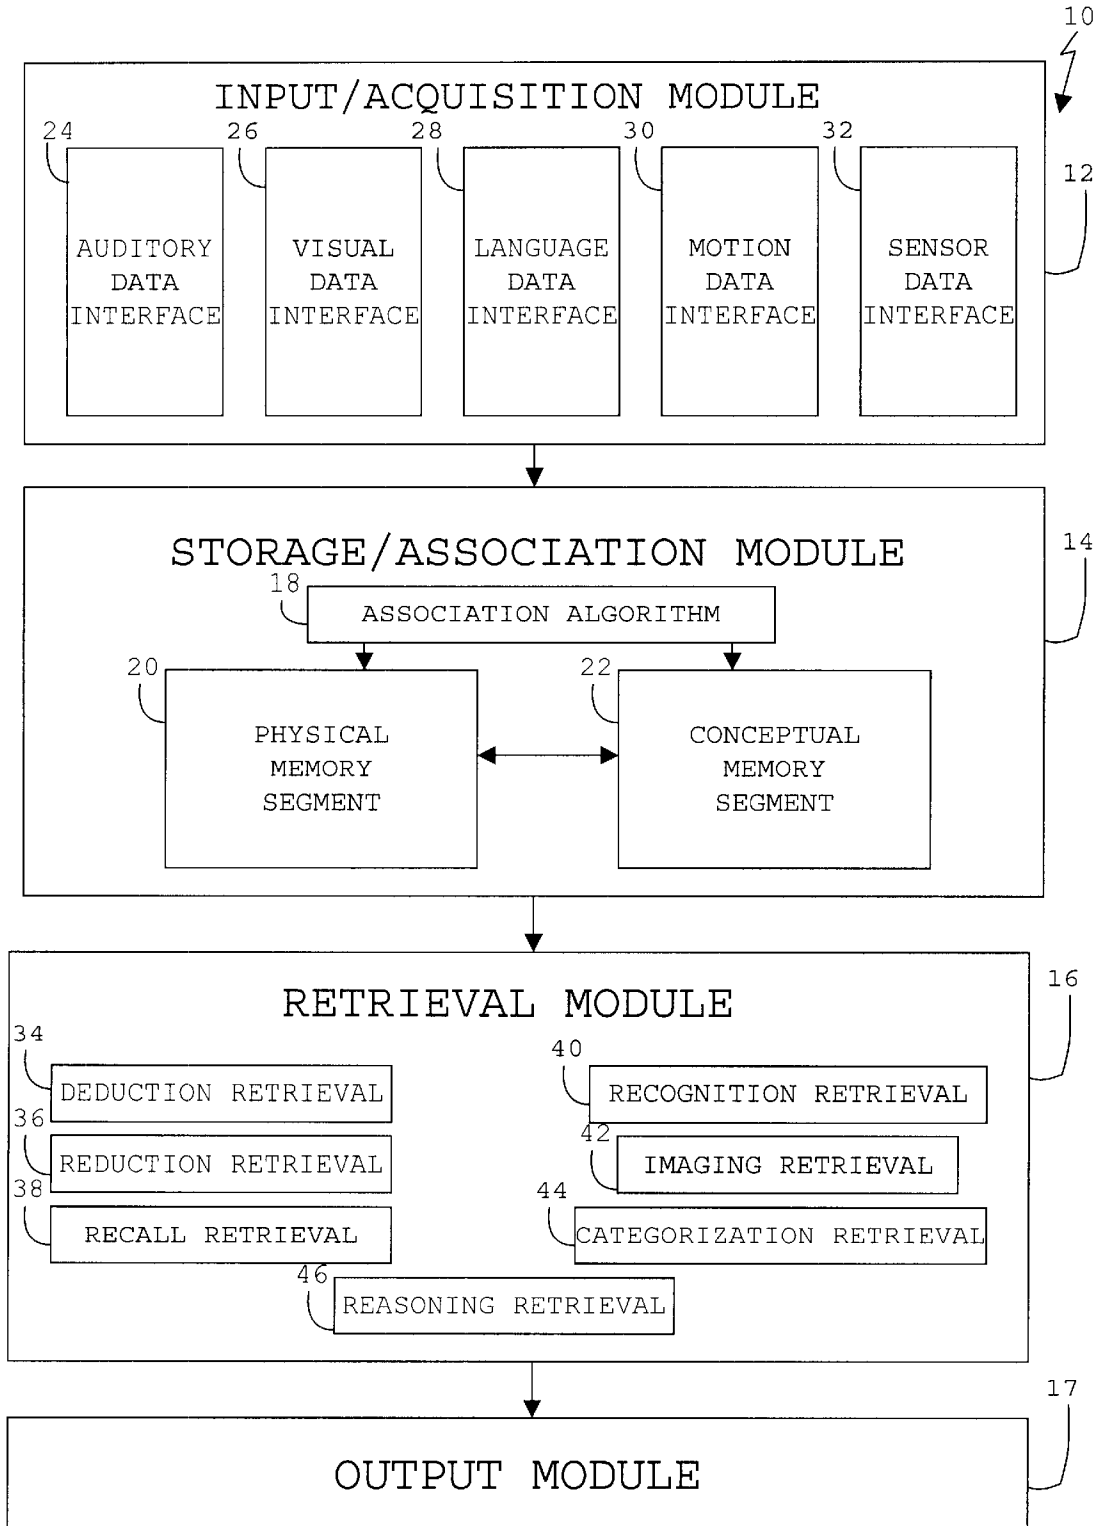 10
INPUT/ACQUISITION MODULE
24 26 28 30 32
12
AUDITORY DATA INTERFACE
VISUAL DATA INTERFACE
LANGUAGE DATA INTERFACE
MOTION DATA INTERFACE
SENSOR DATA INTERFACE
STORAGE/ASSOCIATION MODULE
14
18
ASSOCIATION ALGORITHM
20
PHYSICAL
MEMORY
SEGMENT
22
CONCEPTUAL
MEMORY
SEGMENT
16
RETRIEVAL MODULE
34
DEDUCTION RETRIEVAL
40
RECOGNITION RETRIEVAL
36
REDUCTION RETRIEVAL
42
IMAGING RETRIEVAL
38
RECALL RETRIEVAL
44
CATEGORIZATION RETRIEVAL
46
REASONING RETRIEVAL
17
OUTPUT MODULE